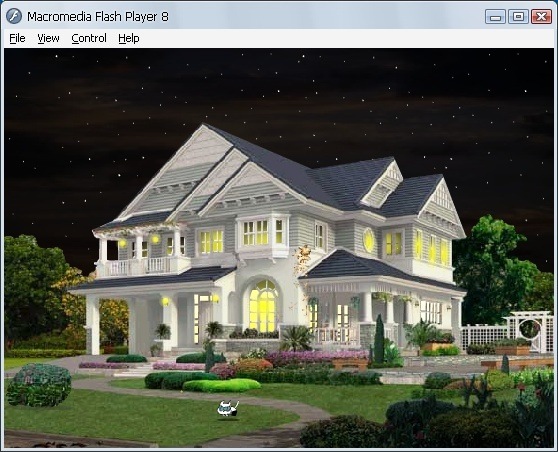 Macromedia Flash Player 8
File View Control Help